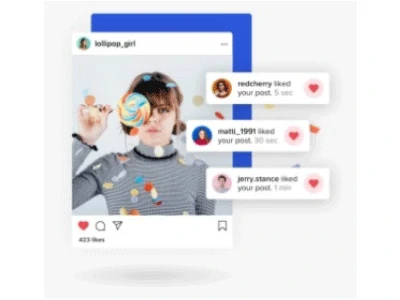 lollipop_girl
redcherry liked
your post. 5 sec
matti_1991 liked
your post. 30 sec
jerry.stance liked
your post. 1 min
423 likes